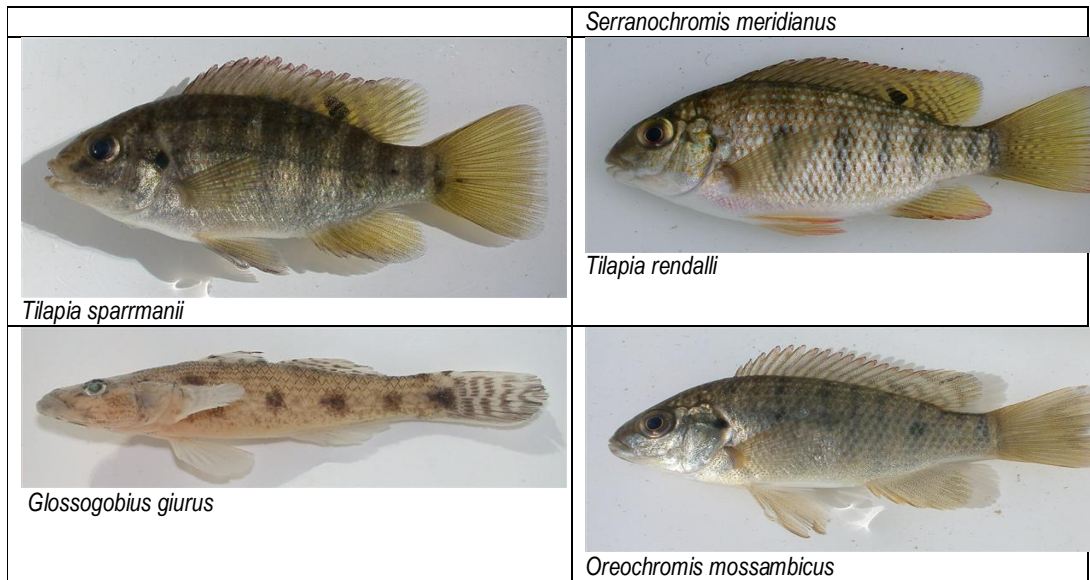 Serranochromis meridianus
Tilapia sparrmanii
Tilapia rendalli
Glossogobius giurus
Oreochromis mossambicus